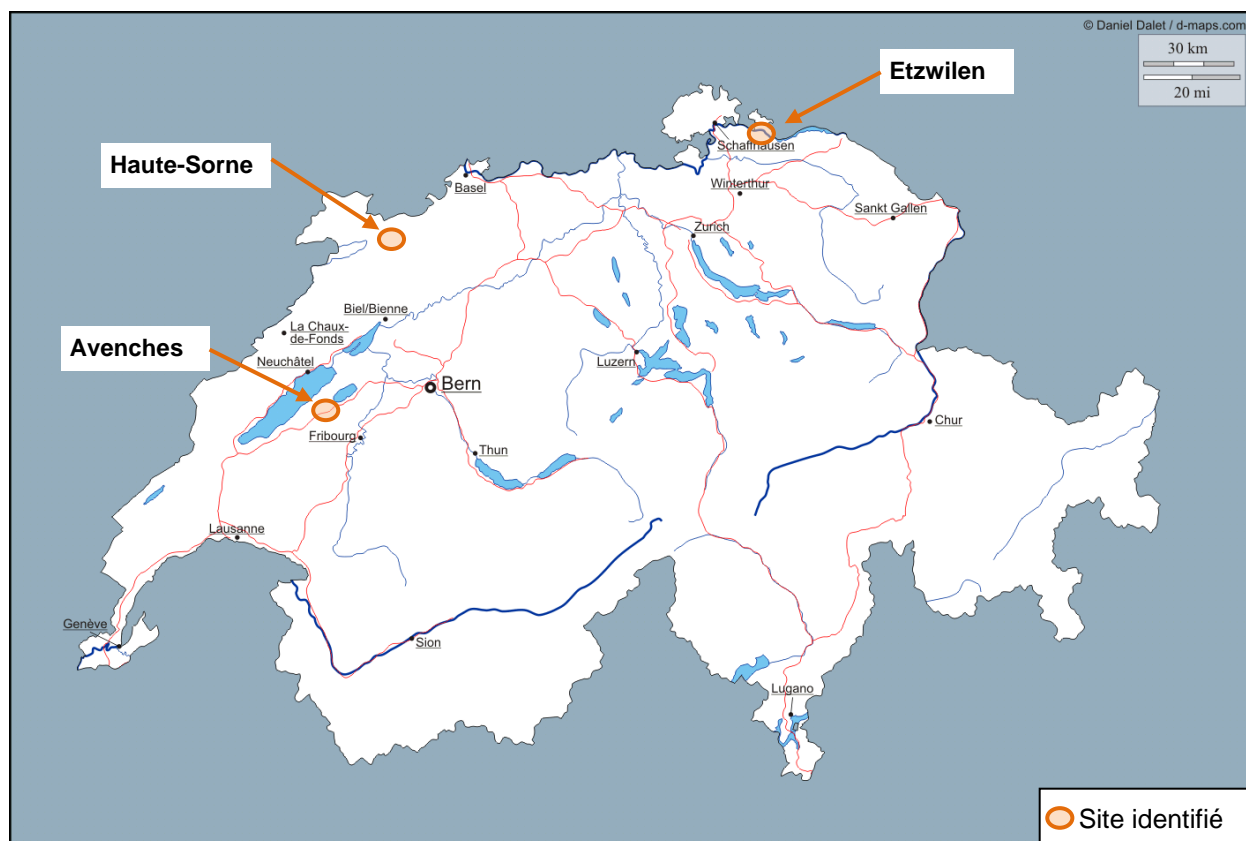 © Daniel Dalet / d-maps.com
30 km
20 mi
Etzwilen
Schaffhausen
Haute-Sorne
Basel
Winterthur
Sankt Gallen
Zurich
Biel/Bienne
La Chaux-
de-Fonds
Avenches
Neuchâtel
Luzern
Bern
Chur
Fribourg
Thun
Lausanne
Genève
Sion
Lugano
Site identifié